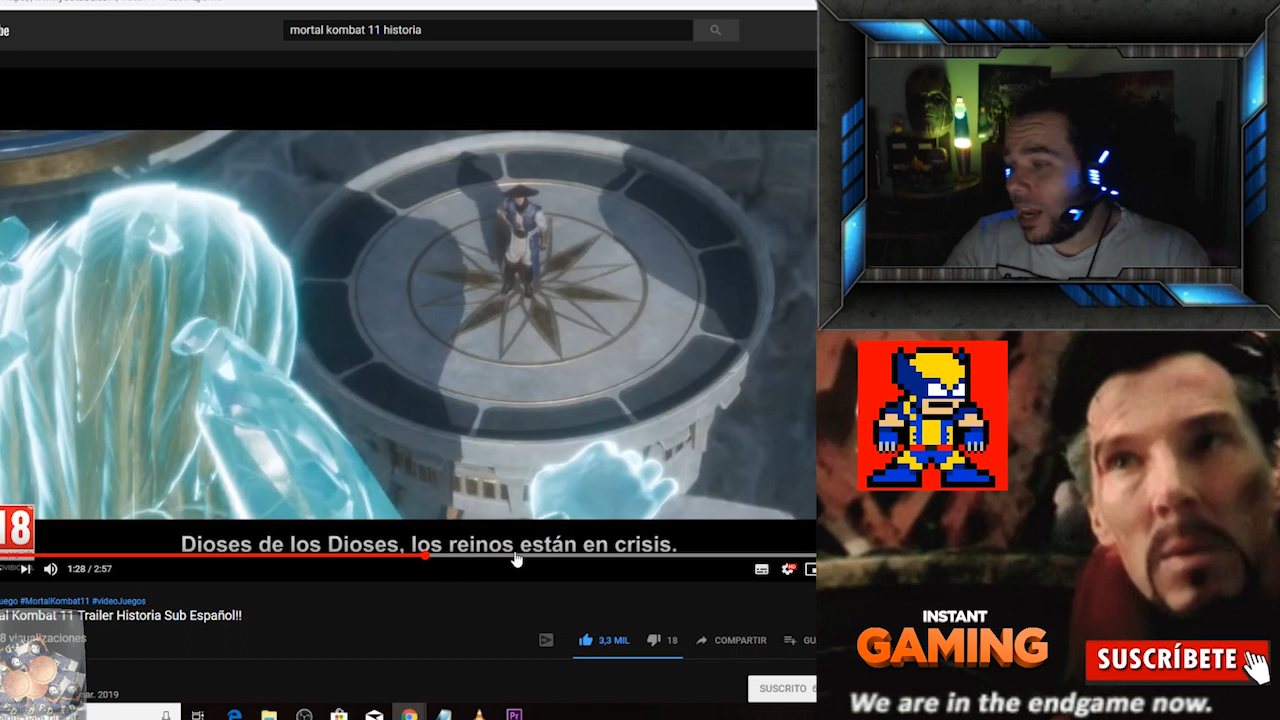 mortal kombat 11 historia
18
Dioses de los Dioses, los reinos están en crisis.
1:28 / 2:57
#MortalKombat11 #videoJuegos
Kombat 11 Trailer Historia Sub Español!!
visualizaciones
3,3 MIL
18
COMPARTIR
mar. 2019
SUSCRITO
INSTANT
GAMING
SUSCRÍBETE
We are in the endgame now.